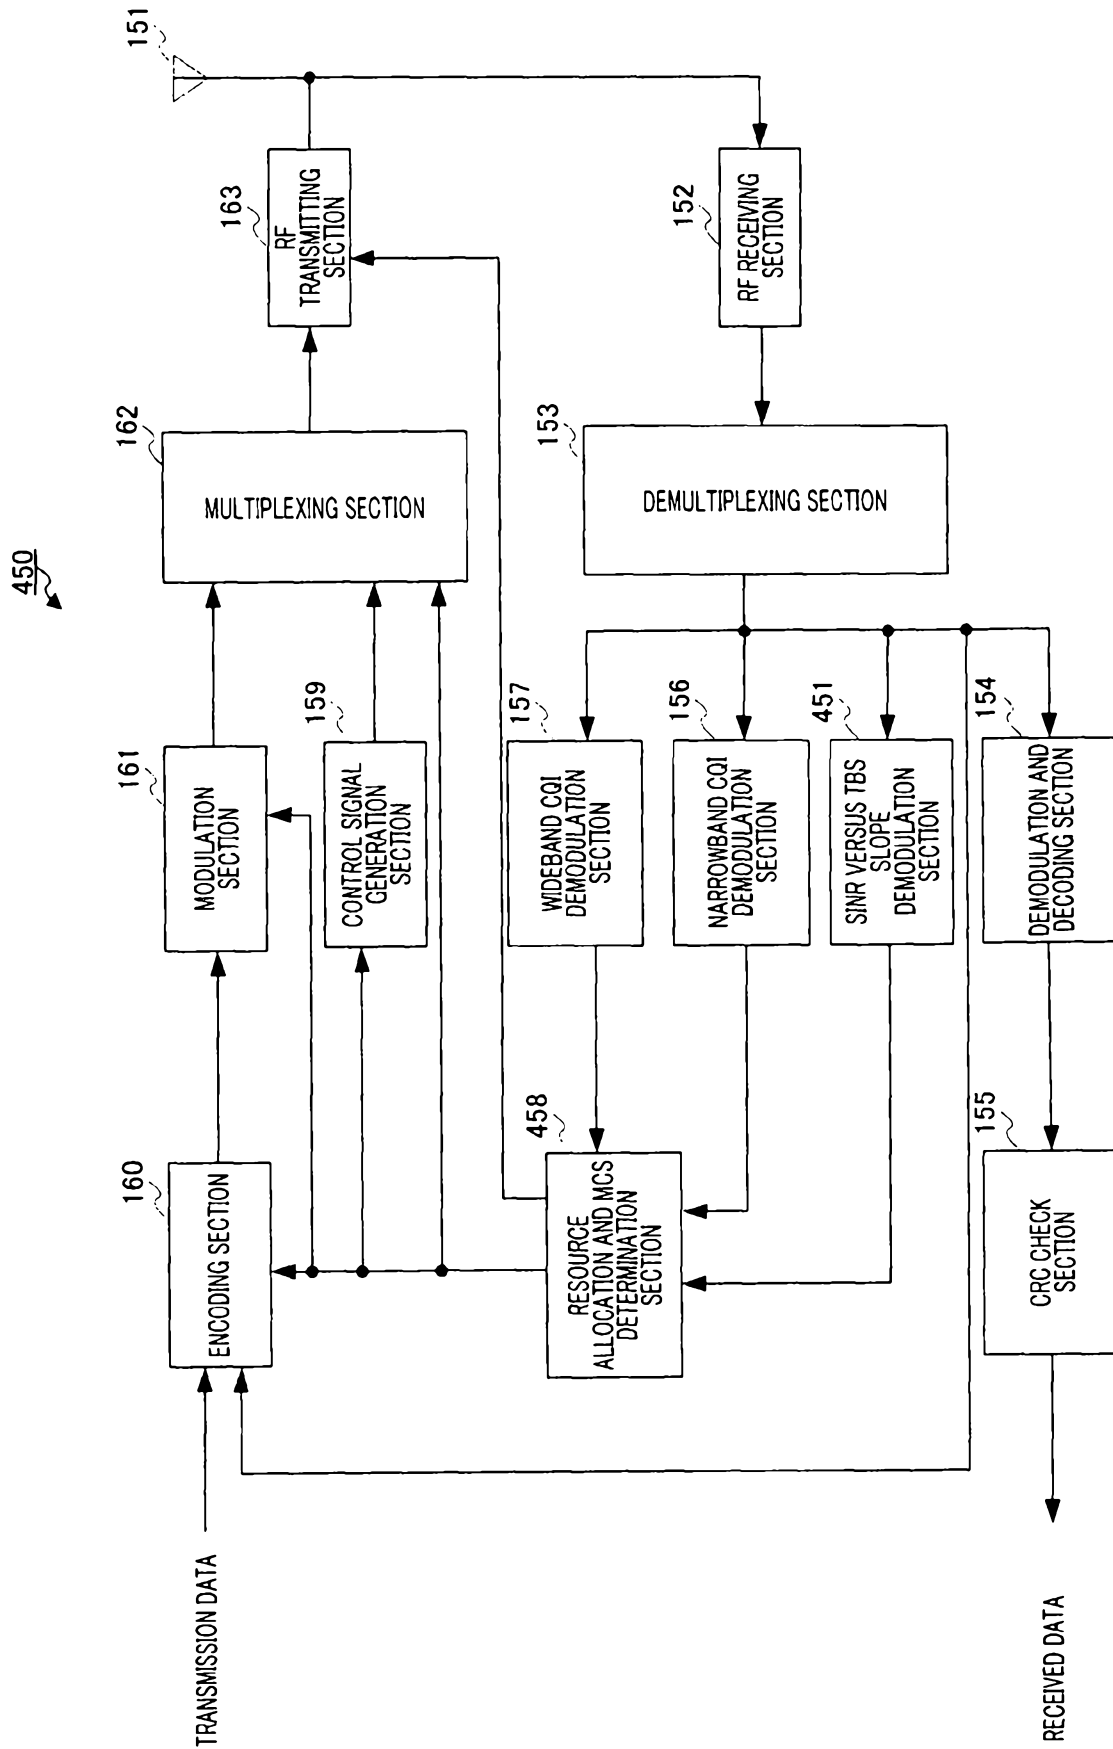 450
TRANSMISSION DATA
160
ENCODING SECTION
161
MODULATION
SECTION
159
CONTROL SIGNAL
GENERATION
SECTION
162
MULTIPLEXING SECTION
163
RF
TRANSMITTING
SECTION
151
458
RESOURCE
ALLOCATION AND MCS
DETERMINATION
SECTION
157
WIDEBAND CQI
DEMODULATION
SECTION
156
NARROWBAND CQI
DEMODULATION
SECTION
451
SINR VERSUS TBS
SLOPE
DEMODULATION
SECTION
153
DEMULTIPLEXING SECTION
152
RF RECEIVING
SECTION
RECEIVED DATA
155
CRC CHECK
SECTION
154
DEMODULATION AND
DECODING SECTION